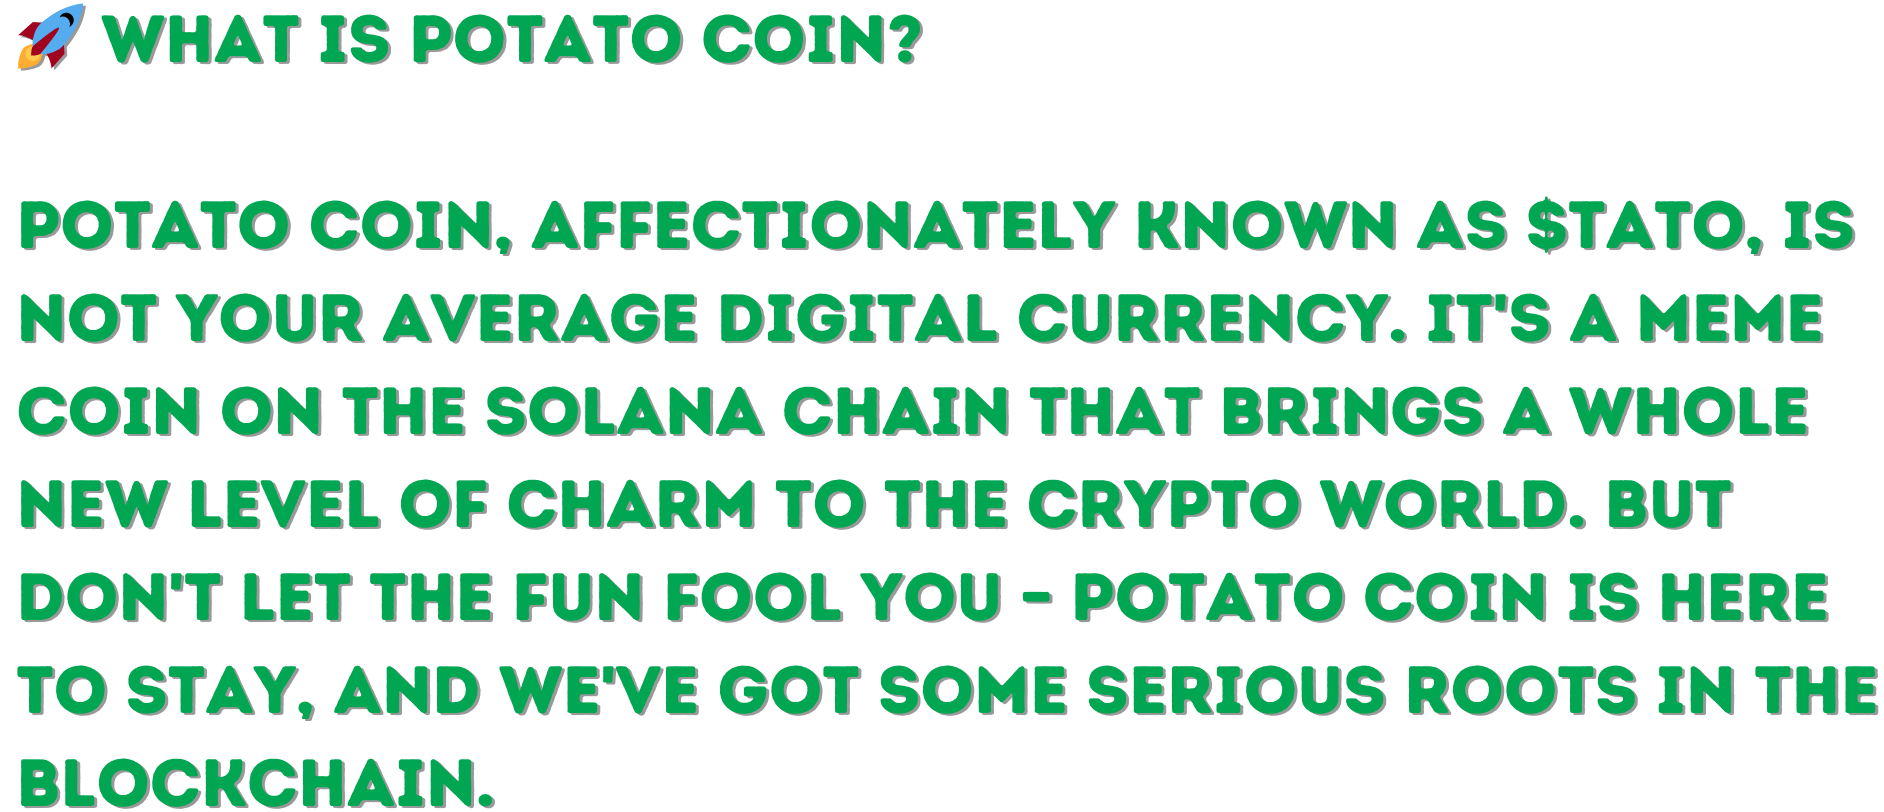 🚀 WHAT IS POTATO COIN?
POTATO COIN, AFFECTIONATELY KNOWN AS $TATO, IS
NOT YOUR AVERAGE DIGITAL CURRENCY. IT'S A MEME
COIN ON THE SOLANA CHAIN THAT BRINGS A WHOLE
NEW LEVEL OF CHARM TO THE CRYPTO WORLD. BUT
DON'T LET THE FUN FOOL YOU – POTATO COIN IS HERE
TO STAY, AND WE'VE GOT SOME SERIOUS ROOTS IN THE
BLOCKCHAIN.